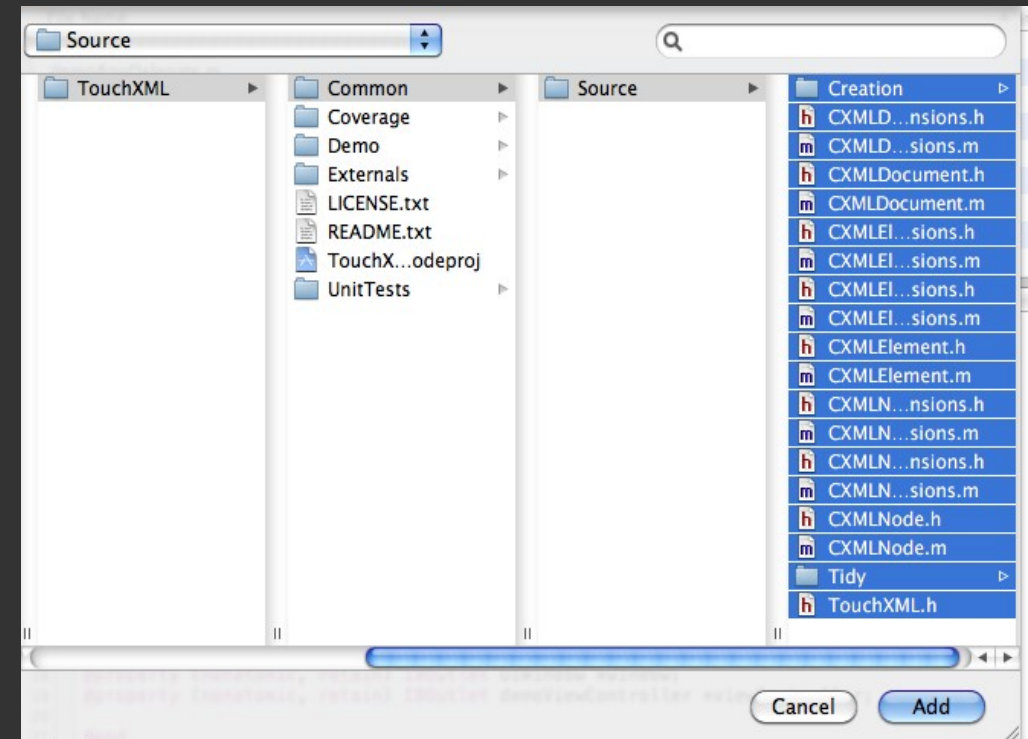 Source
TouchXML
Common
Coverage
Demo
Externals
LICENSE.txt
README.txt
TouchX...odeproj
UnitTests
Source
Creation
CXMLD...nsions.h
CXMLD...sions.m
CXMLDocument.h
CXMLDocument.m
CXMLEl...sions.h
CXMLEl...sions.m
CXMLEl...sions.h
CXMLEl...sions.m
CXMLElement.h
CXMLElement.m
CXMLN...nsions.h
CXMLN...sions.m
CXMLN...nsions.h
CXMLN...sions.m
CXMLNode.h
CXMLNode.m
Tidy
TouchXML.h
Cancel
Add